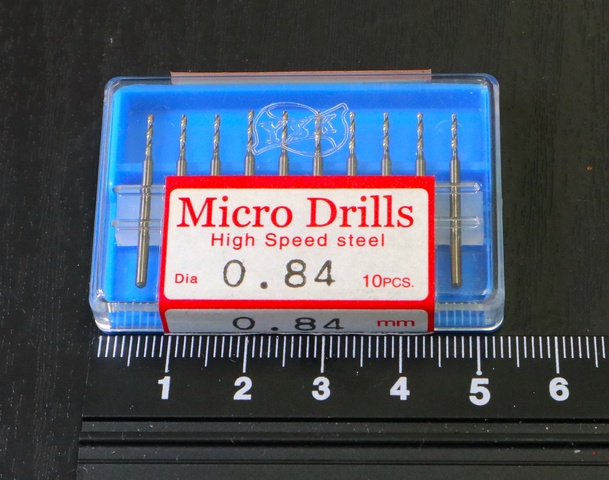 Micro Drills
High Speed steel
Dia 0.84 10PCS.
0.84 mm
1 2 3 4 5 6